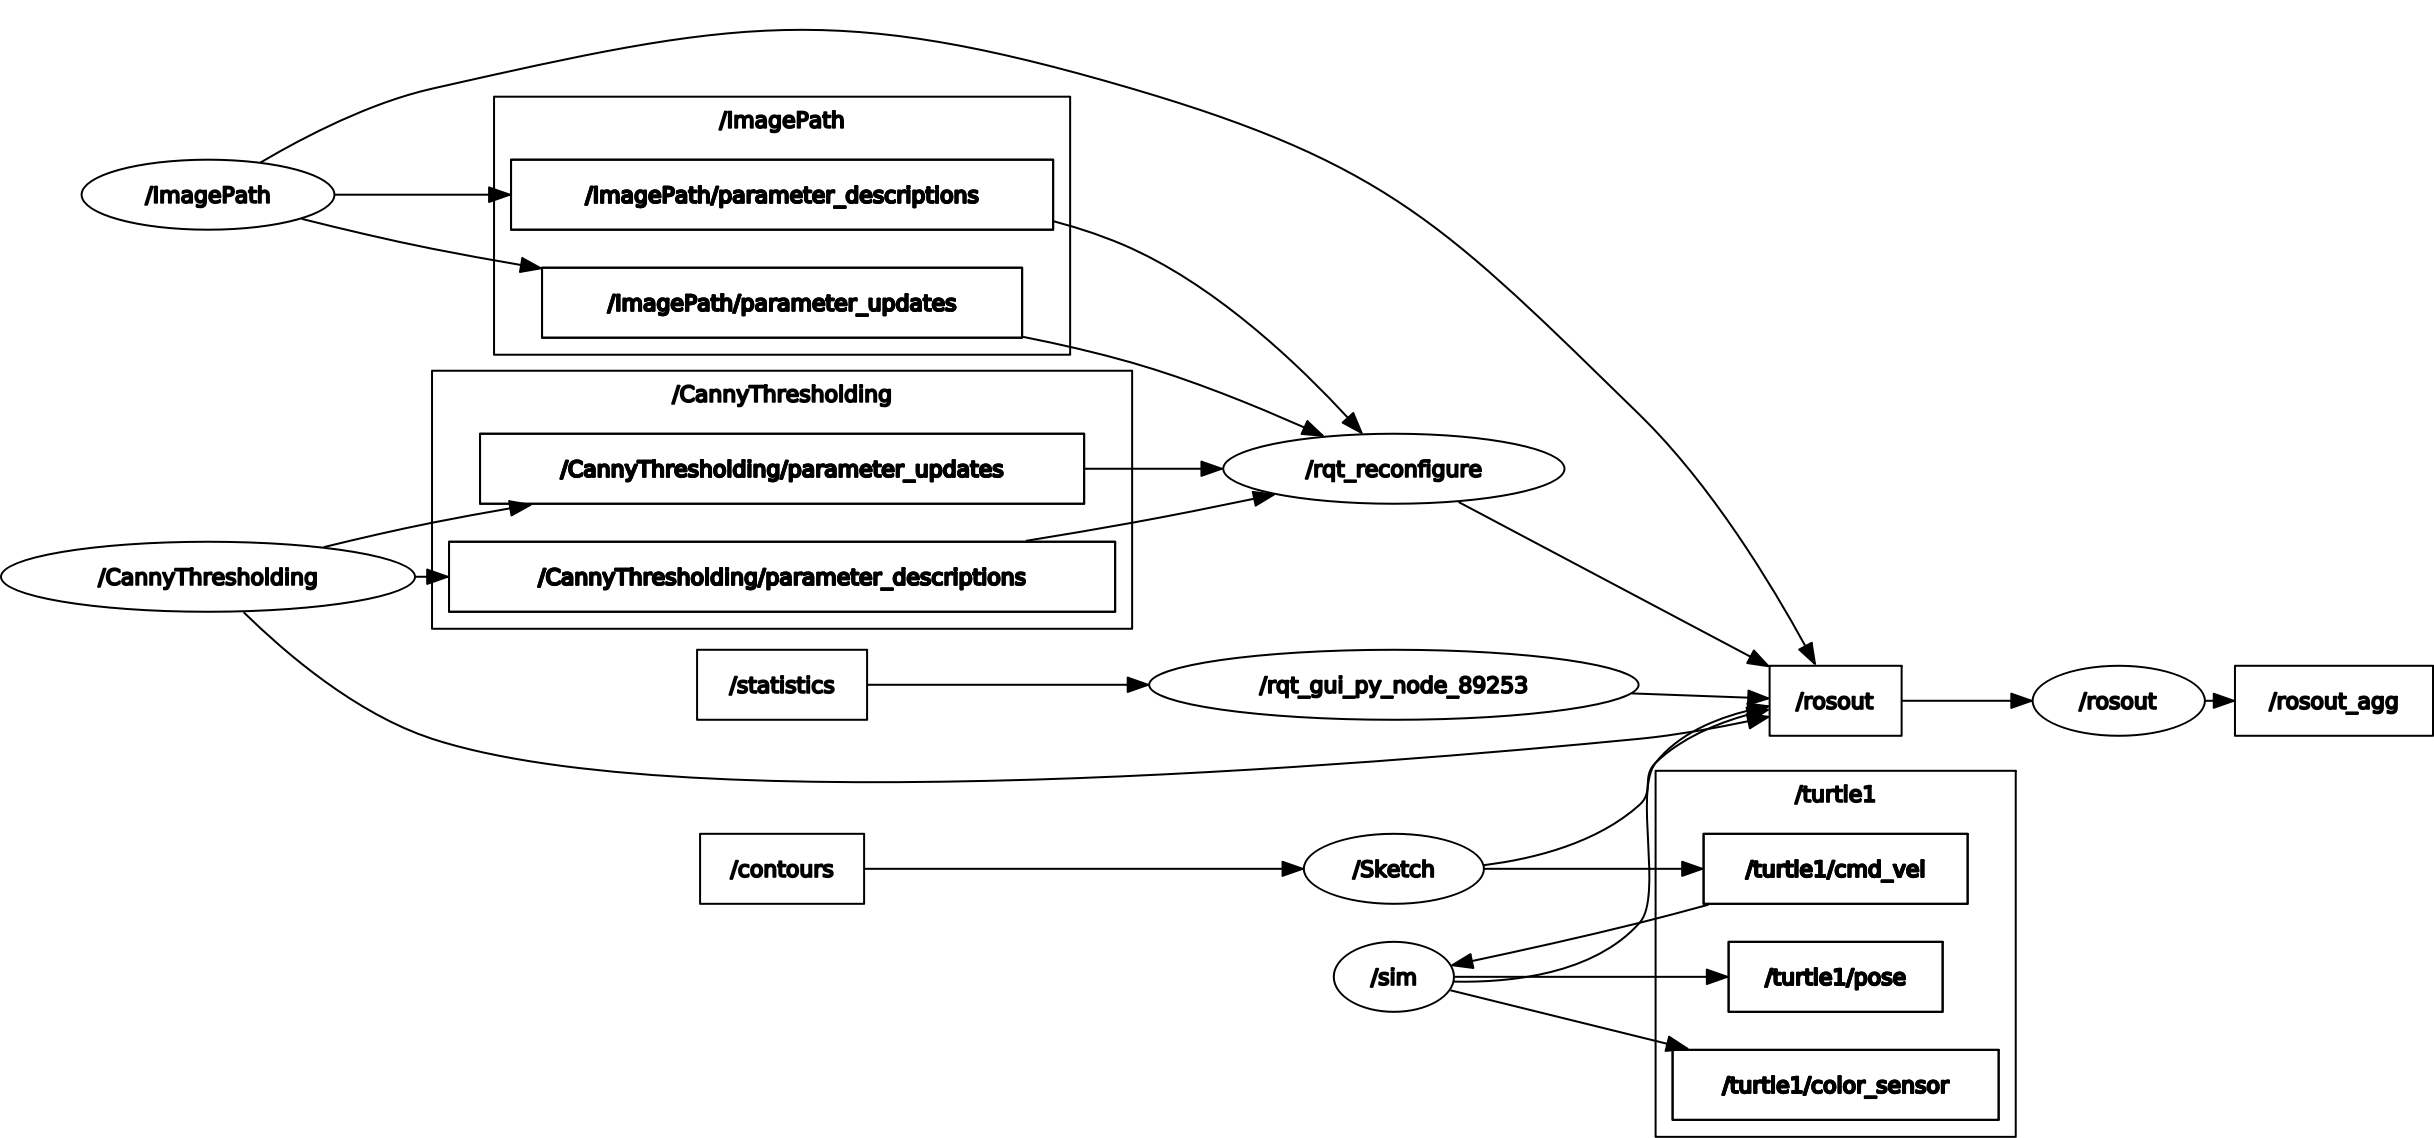 /ImagePath
/ImagePath
/ImagePath/parameter_descriptions
/ImagePath/parameter_updates
/CannyThresholding
/CannyThresholding/parameter_updates
/rqt_reconfigure
/CannyThresholding
/CannyThresholding/parameter_descriptions
/statistics
/rqt_gui_py_node_89253
/rosout
/rosout
/rosout_agg
/turtle1
/contours
/Sketch
/turtle1/cmd_vel
/sim
/turtle1/pose
/turtle1/color_sensor